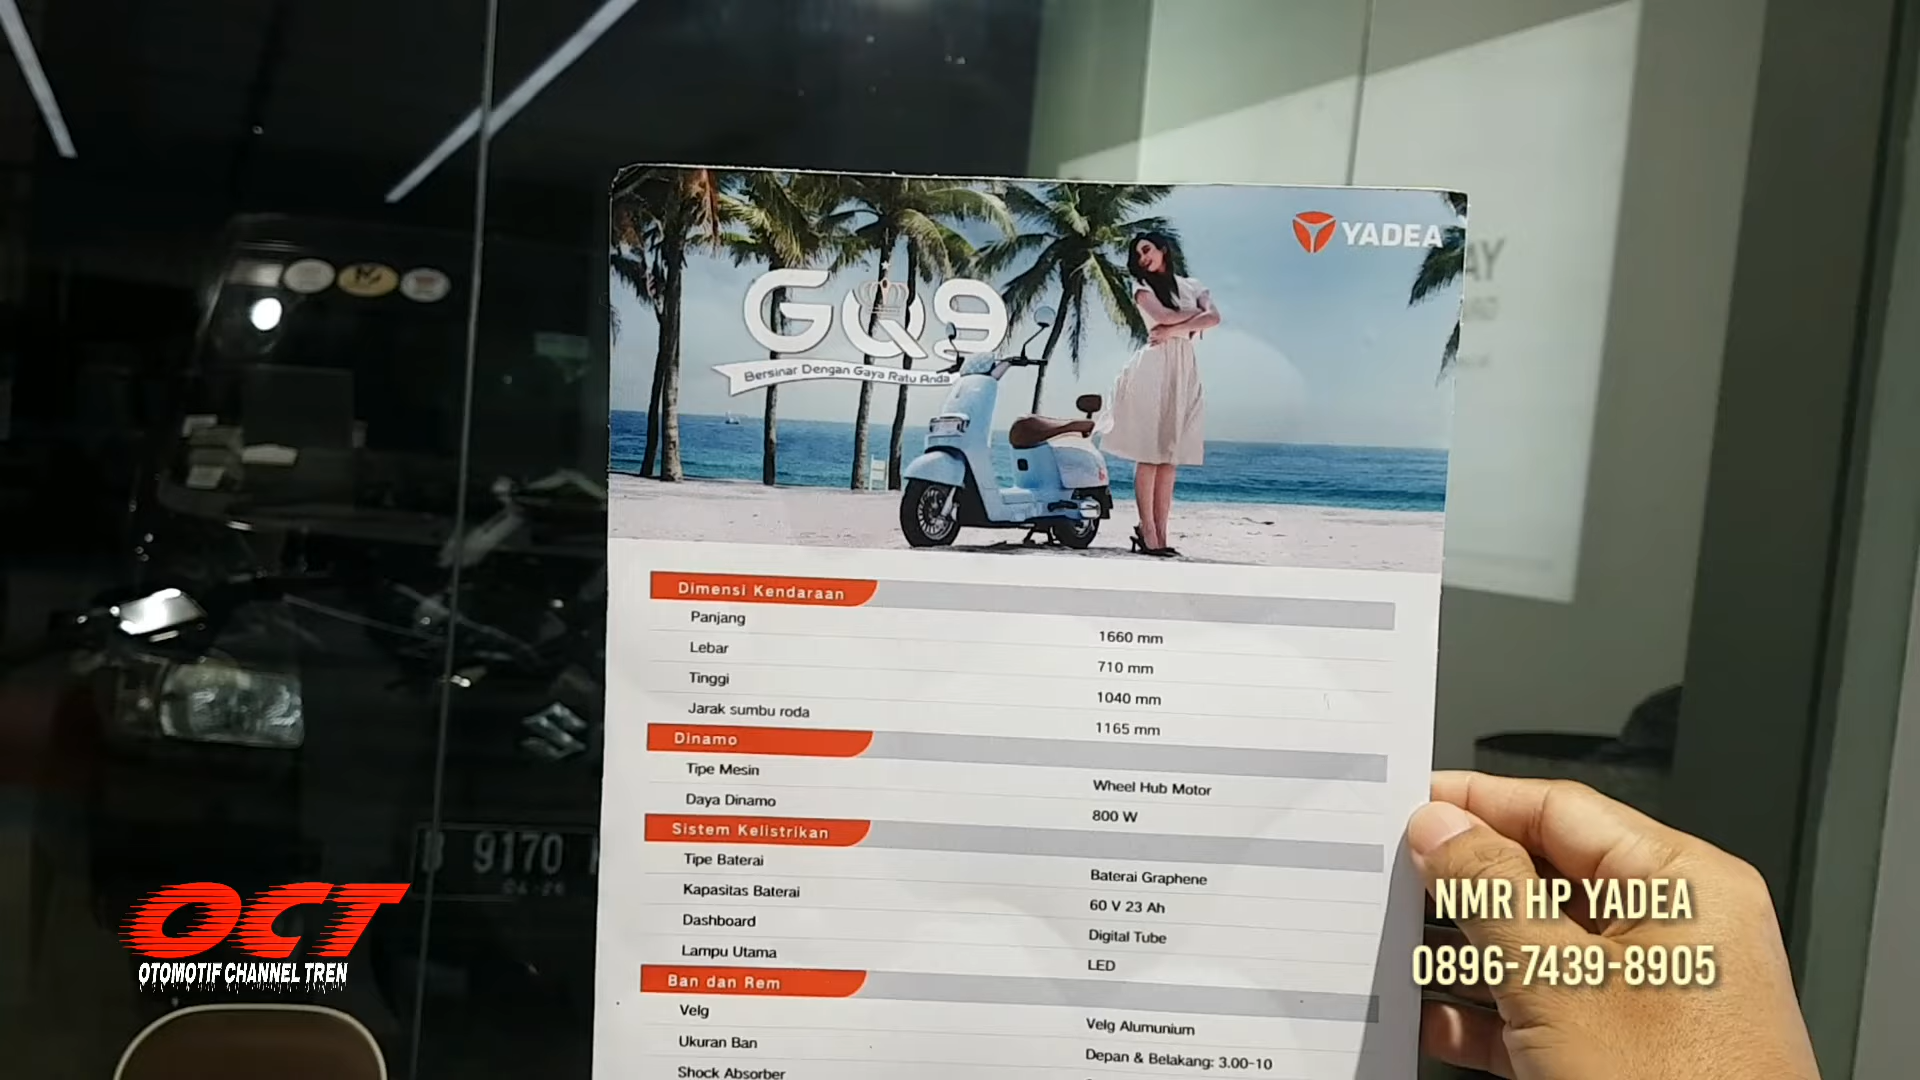 YADEA
GQ9
Bersinar Dengan Gaya Ratu Anda
Dimensi Kendaraan
Panjang 1660 mm
Lebar 710 mm
Tinggi 1040 mm
Jarak sumbu roda 1165 mm
Dinamo
Tipe Mesin Wheel Hub Motor
Daya Dinamo 800 W
Sistem Kelistrikan
Tipe Baterai Baterai Graphene
Kapasitas Baterai 60 V 23 Ah
Dashboard Digital Tube
Lampu Utama LED
Ban dan Rem
Velg Velg Alumunium
Ukuran Ban Depan & Belakang: 3.00-10
Shock Absorber
AY
9170
OCT
OTOMOTIF CHANNEL TREN
NMR HP YADEA
0896-7439-8905